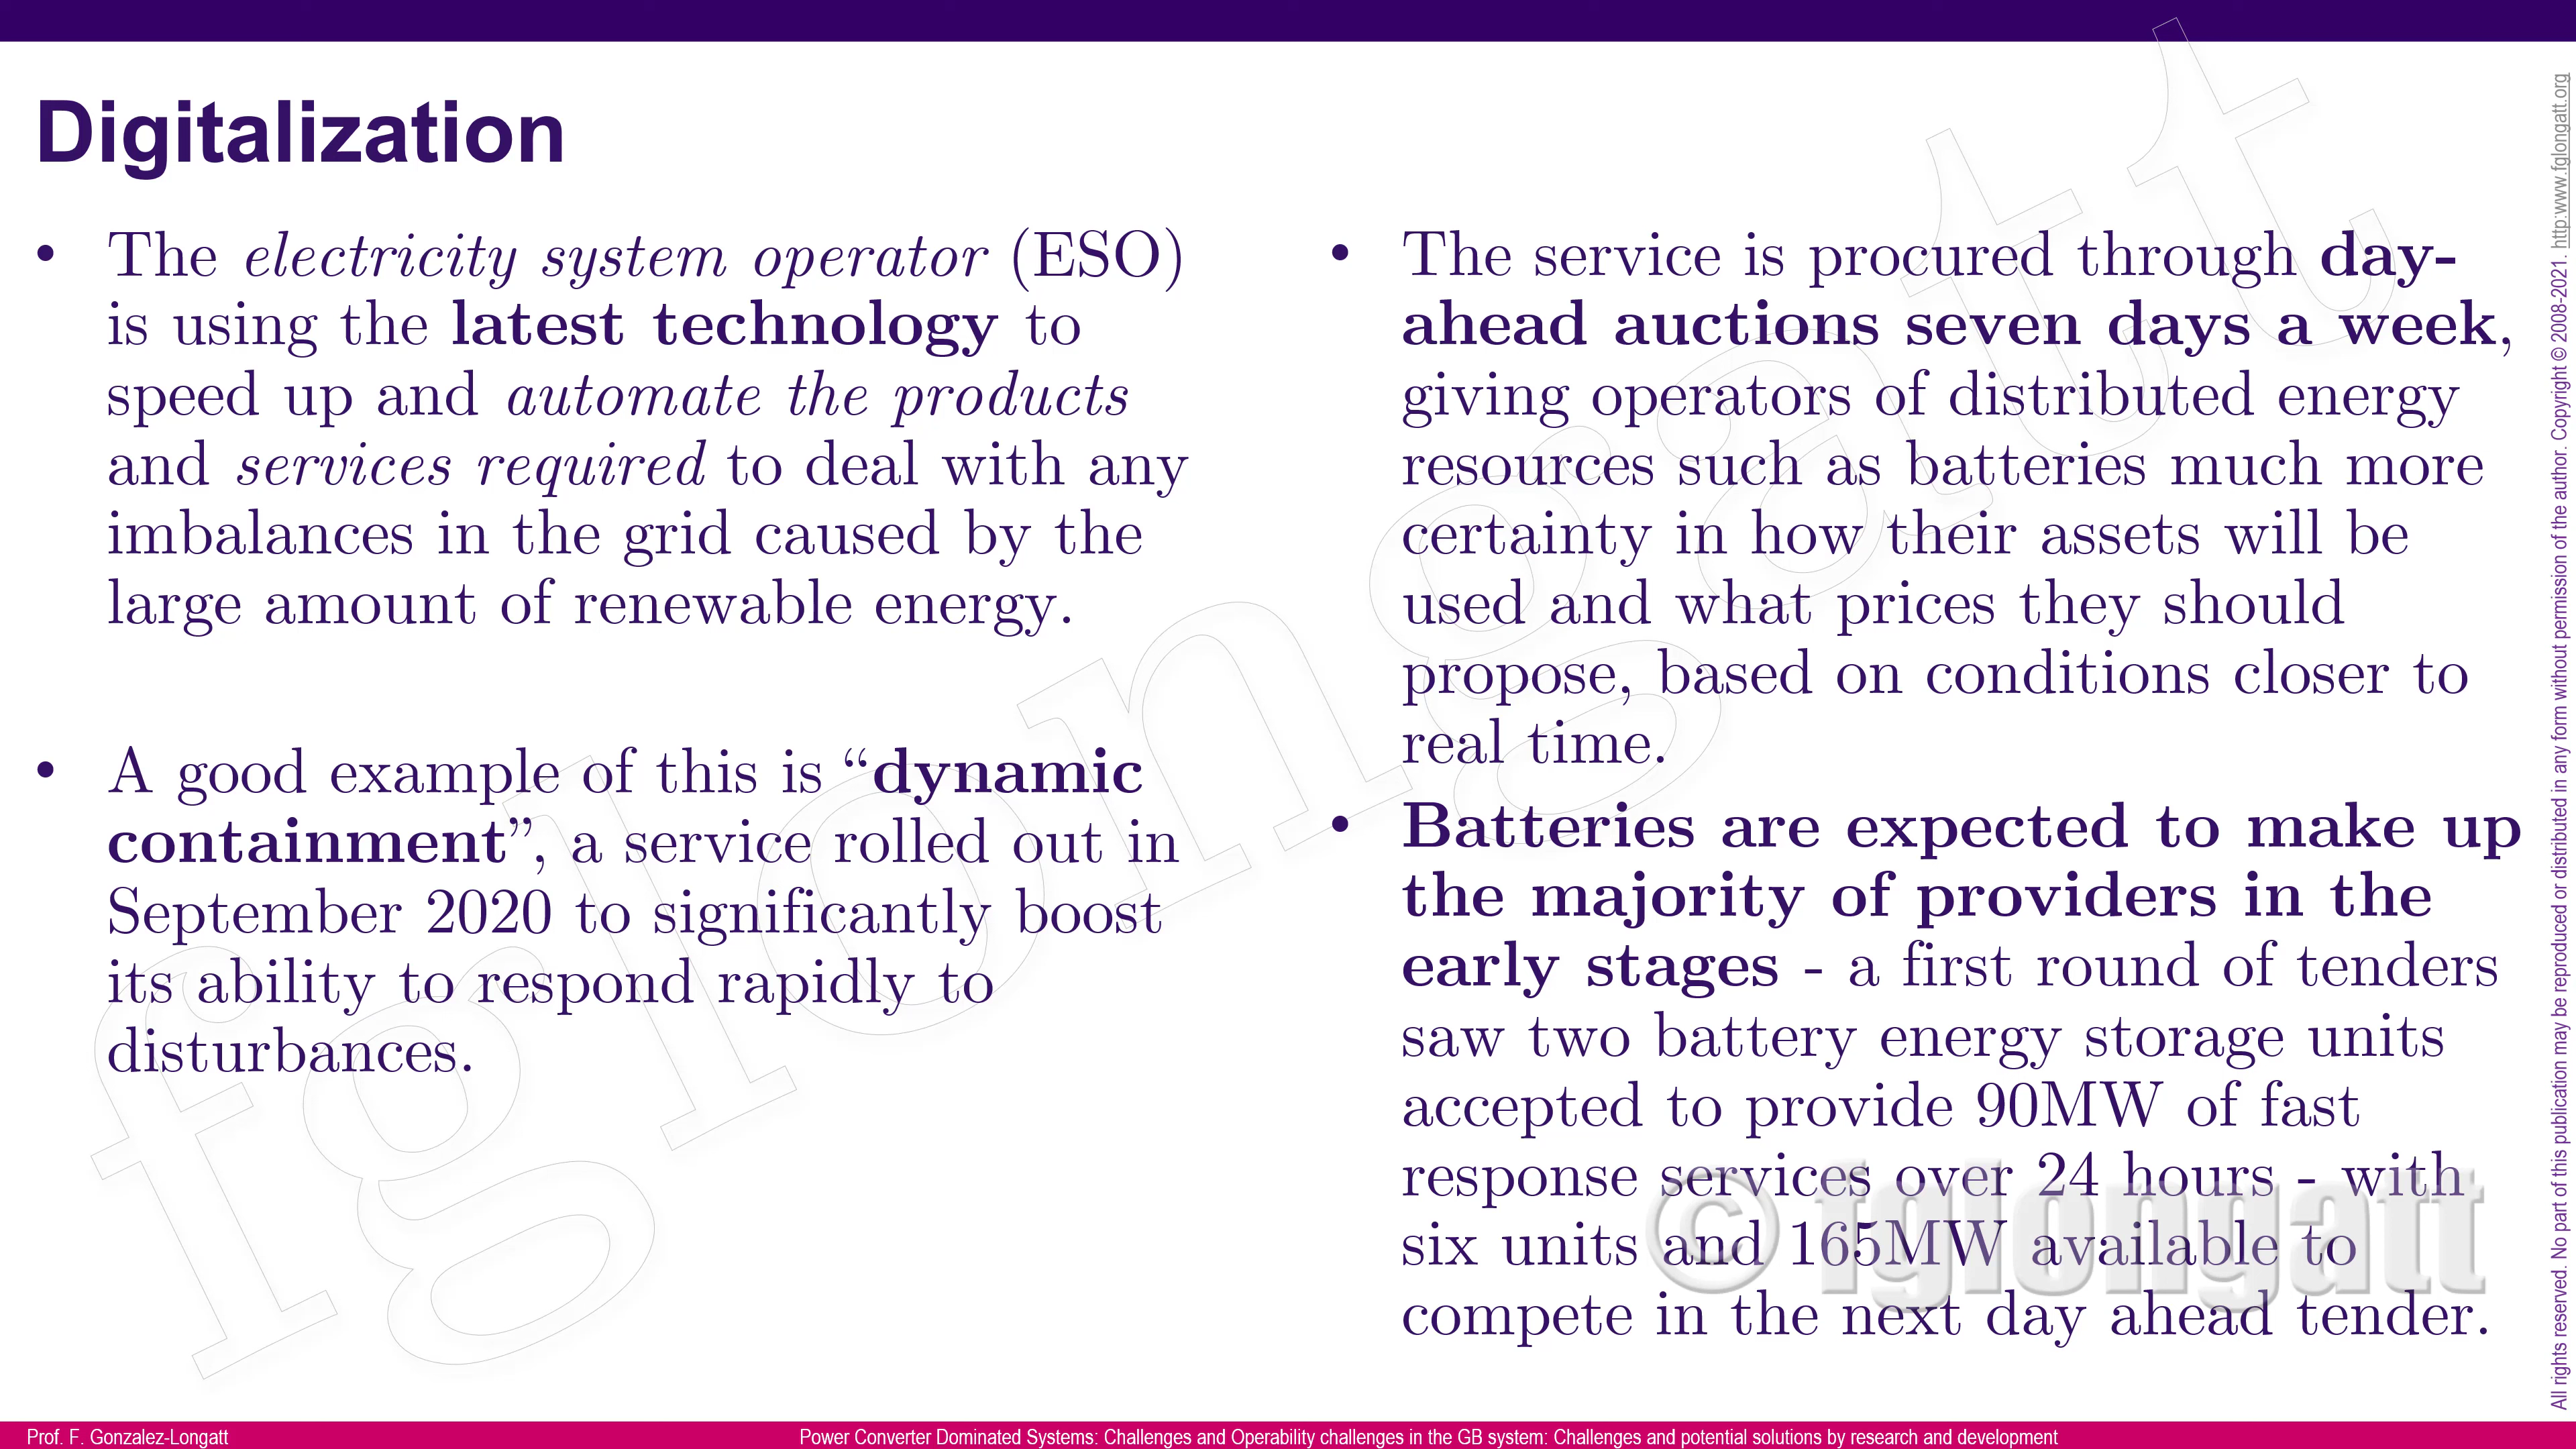 Digitalization
• The electricity system operator (ESO)
is using the latest technology to
speed up and automate the products
and services required to deal with any
imbalances in the grid caused by the
large amount of renewable energy.
• A good example of this is “dynamic
containment”, a service rolled out in
September 2020 to significantly boost
its ability to respond rapidly to
disturbances.
• The service is procured through day-
ahead auctions seven days a week,
giving operators of distributed energy
resources such as batteries much more
certainty in how their assets will be
used and what prices they should
propose, based on conditions closer to
real time.
• Batteries are expected to make up
the majority of providers in the
early stages - a first round of tenders
saw two battery energy storage units
accepted to provide 90MW of fast
response services over 24 hours - with
six units and 165MW available to
compete in the next day ahead tender.
fglongatt
© fglongatt
All rights reserved. No part of this publication may be reproduced or distributed in any form without permission of the author. Copyright © 2008-2021. http:www.fglongatt.org
Prof. F. Gonzalez-Longatt
Power Converter Dominated Systems: Challenges and Operability challenges in the GB system: Challenges and potential solutions by research and development